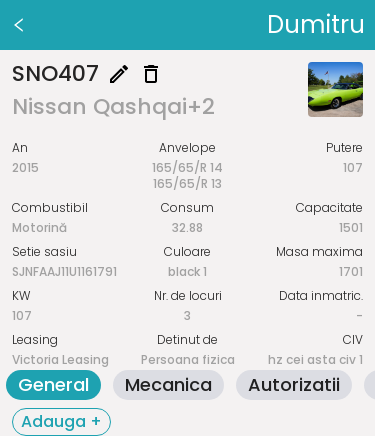 Dumitru
SNO407
Nissan Qashqai+2
An Anvelope Putere
2015 165/65/R 14 107
165/65/R 13
Combustibil Consum Capacitate
Motorină 32.88 1501
Setie sasiu Culoare Masa maxima
SJNFAAJ11U1161791 black 1 1701
KW Nr. de locuri Data inmatric.
107 3 -
Leasing Detinut de CIV
Victoria Leasing Persoana fizica hz cei asta civ 1
General Mecanica Autorizatii
Adauga +